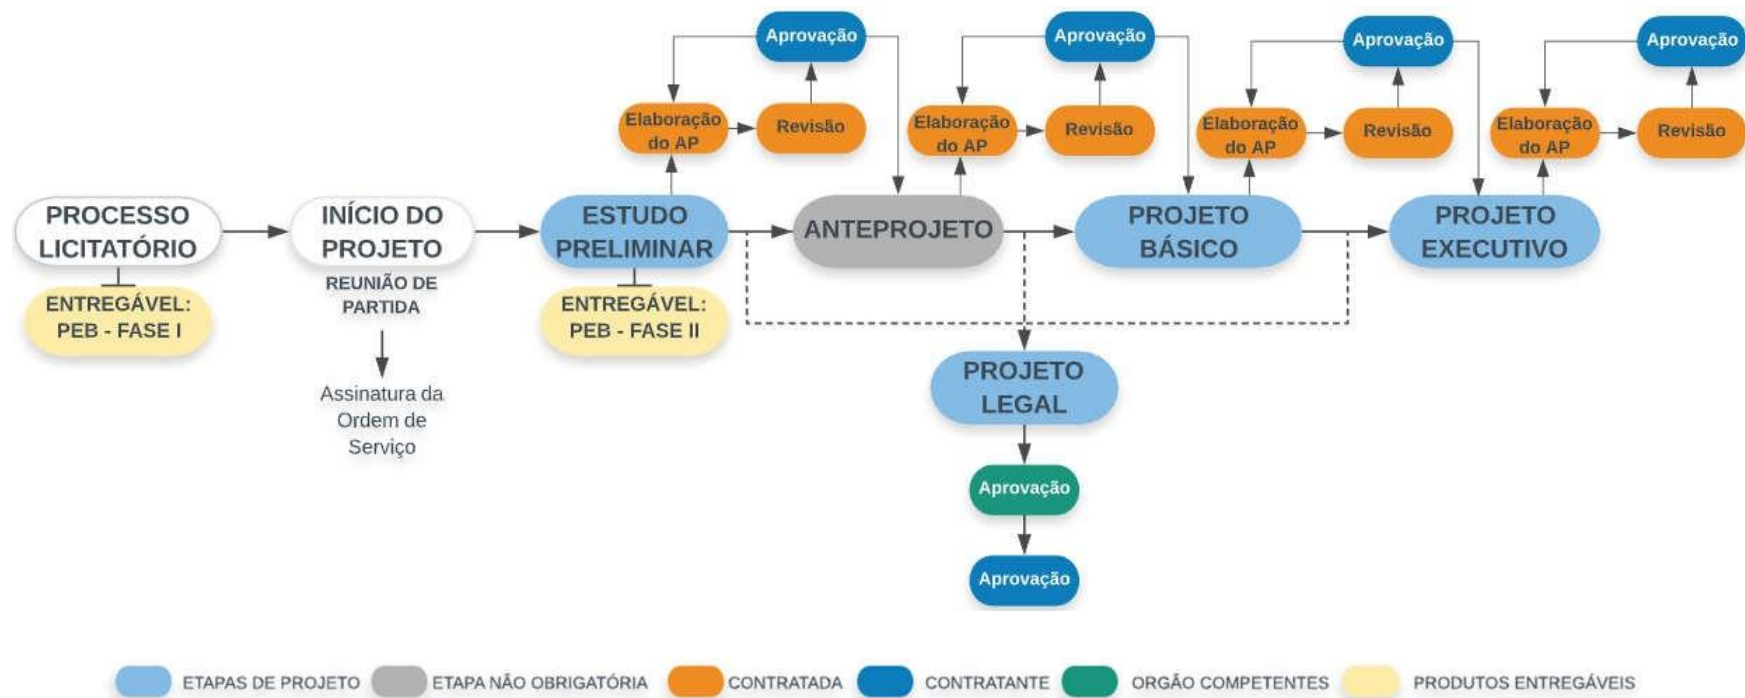 Aprovação
Aprovação
Aprovação
Aprovação
Elaboração
do AP
Revisão
Elaboração
do AP
Revisão
Elaboração
do AP
Revisão
Elaboração
do AP
Revisão
PROCESSO
LICITATÓRIO
INÍCIO DO
PROJETO
ESTUDO
PRELIMINAR
ANTEPROJETO
PROJETO
BÁSICO
PROJETO
EXECUTIVO
ENTREGÁVEL:
PEB - FASE I
REUNIÃO DE
PARTIDA
ENTREGÁVEL:
PEB - FASE II
Assinatura da
Ordem de
Serviço
PROJETO
LEGAL
Aprovação
Aprovação
ETAPAS DE PROJETO
ETAPA NÃO OBRIGATÓRIA
CONTRATADA
CONTRATANTE
ORGÃO COMPETENTES
PRODUTOS ENTREGÁVEIS